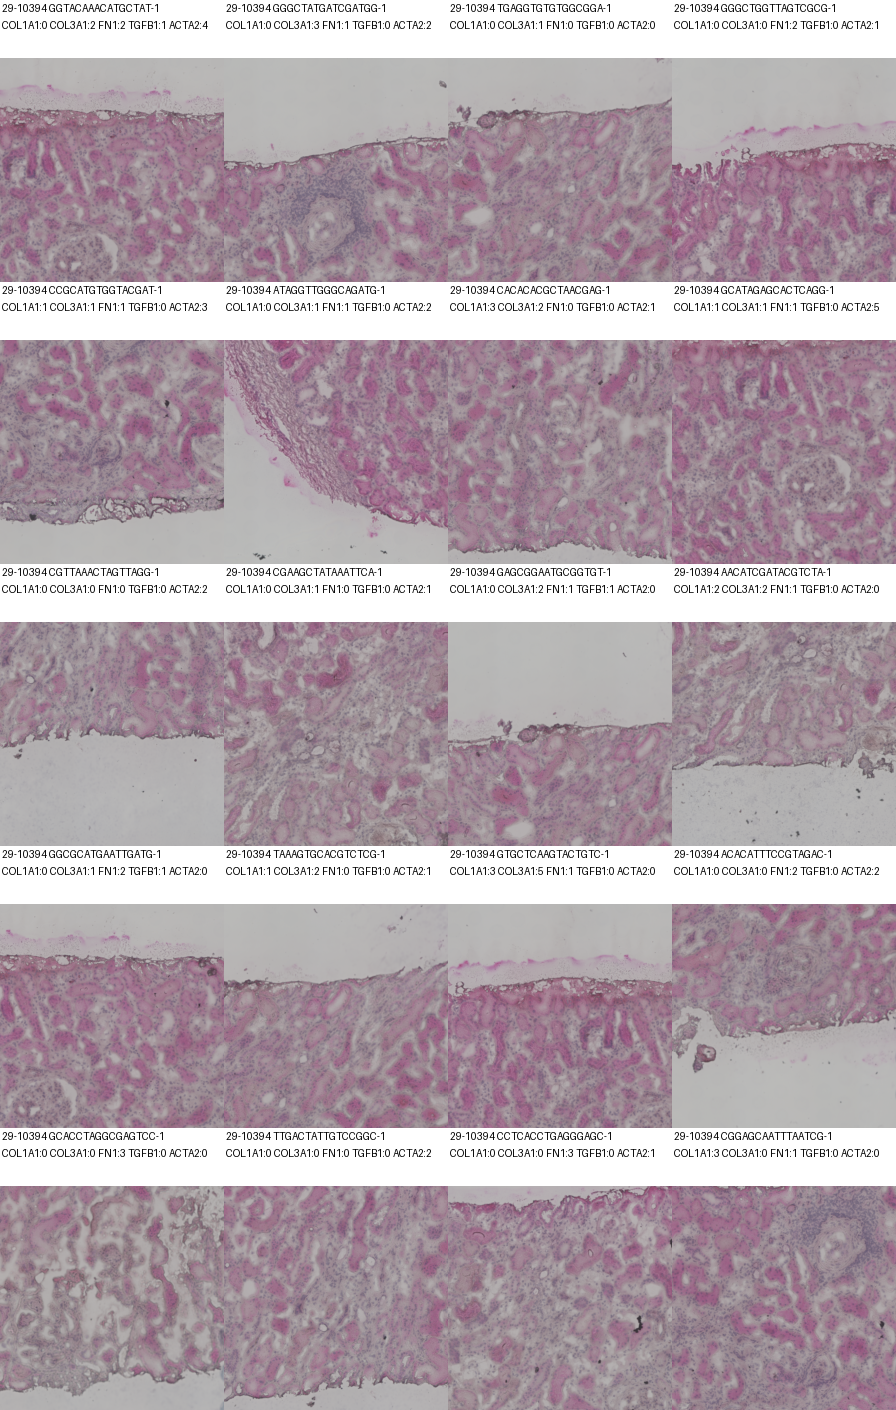 29-10394 GGTACAAACATGCTAT-1
COL1A1:0 COL3A1:2 FN1:2 TGFB1:1 ACTA2:4
29-10394 GGGCTATGATCGATGG-1
COL1A1:0 COL3A1:3 FN1:1 TGFB1:0 ACTA2:2
29-10394 TGAGGTGTGTGGCGGA-1
COL1A1:0 COL3A1:1 FN1:0 TGFB1:0 ACTA2:0
29-10394 GGGCTGGTTAGTCGCG-1
COL1A1:0 COL3A1:0 FN1:2 TGFB1:0 ACTA2:1
29-10394 CCGCATGTGGTACGAT-1
COL1A1:1 COL3A1:1 FN1:1 TGFB1:0 ACTA2:3
29-10394 ATAGGTTGGGCAGATG-1
COL1A1:0 COL3A1:1 FN1:1 TGFB1:0 ACTA2:2
29-10394 CACACACGCTAACGAG-1
COL1A1:3 COL3A1:2 FN1:0 TGFB1:0 ACTA2:1
29-10394 GCATAGAGCACTCAGG-1
COL1A1:1 COL3A1:1 FN1:1 TGFB1:0 ACTA2:5
29-10394 CGTTAAACTAGTTAGG-1
COL1A1:0 COL3A1:0 FN1:0 TGFB1:0 ACTA2:2
29-10394 CGAAGCTATAAATTCA-1
COL1A1:0 COL3A1:1 FN1:0 TGFB1:0 ACTA2:1
29-10394 GAGCGGAATGCGGTGT-1
COL1A1:0 COL3A1:2 FN1:1 TGFB1:1 ACTA2:0
29-10394 AACATCGATACGTCTA-1
COL1A1:2 COL3A1:2 FN1:1 TGFB1:0 ACTA2:0
29-10394 GGCGCATGAATTGATG-1
COL1A1:0 COL3A1:1 FN1:2 TGFB1:1 ACTA2:0
29-10394 TAAAGTGCACGTCTCG-1
COL1A1:1 COL3A1:2 FN1:0 TGFB1:0 ACTA2:1
29-10394 GTGCTCAAGTACTGTC-1
COL1A1:3 COL3A1:5 FN1:1 TGFB1:0 ACTA2:0
29-10394 ACACATTTCCGTAGAC-1
COL1A1:0 COL3A1:0 FN1:2 TGFB1:0 ACTA2:2
29-10394 GCACCTAGGCGAGTCC-1
COL1A1:0 COL3A1:0 FN1:3 TGFB1:0 ACTA2:0
29-10394 TTGACTATTGTCCGGC-1
COL1A1:0 COL3A1:0 FN1:0 TGFB1:0 ACTA2:2
29-10394 CCTCACCTGAGGGAGC-1
COL1A1:0 COL3A1:0 FN1:3 TGFB1:0 ACTA2:1
29-10394 CGGAGCAATTTAATCG-1
COL1A1:3 COL3A1:0 FN1:1 TGFB1:0 ACTA2:0